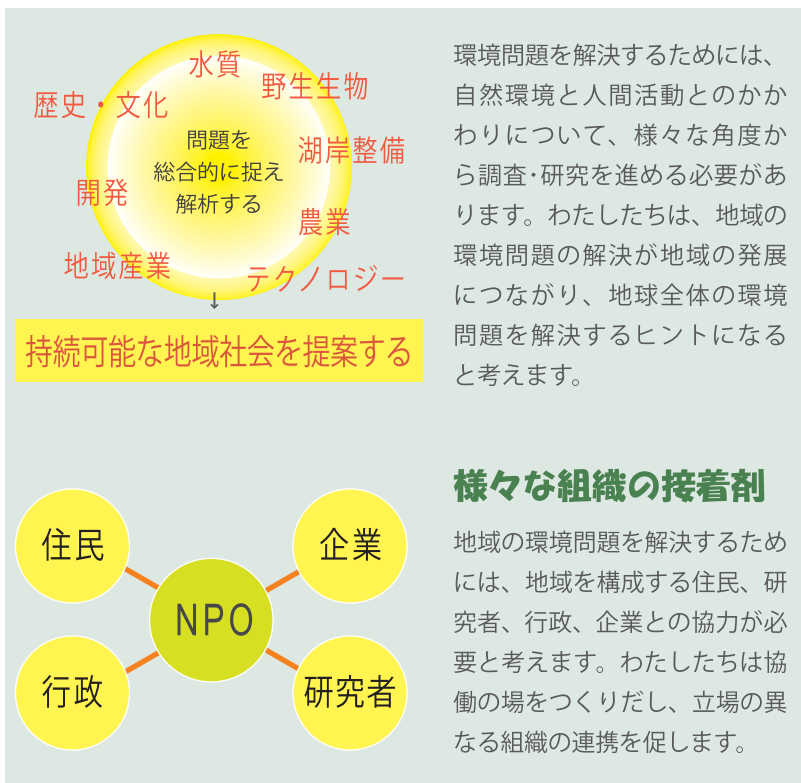 水質
野生生物
歴史・文化
湖岸整備
開発
農業
地域産業
テクノロジー
問題を
総合的に捉え
解析する
↓
持続可能な地域社会を提案する
環境問題を解決するためには、
自然環境と人間活動とのかか
わりについて、様々な角度か
ら調査・研究を進める必要があ
ります。わたしたちは、地域の
環境問題の解決が地域の発展
につながり、地球全体の環境
問題を解決するヒントになる
と考えます。
住民
企業
NPO
行政
研究者
様々な組織の接着剤
地域の環境問題を解決するため
には、地域を構成する住民、研
究者、行政、企業との協力が必
要と考えます。わたしたちは協
働の場をつくりだし、立場の異
なる組織の連携を促します。